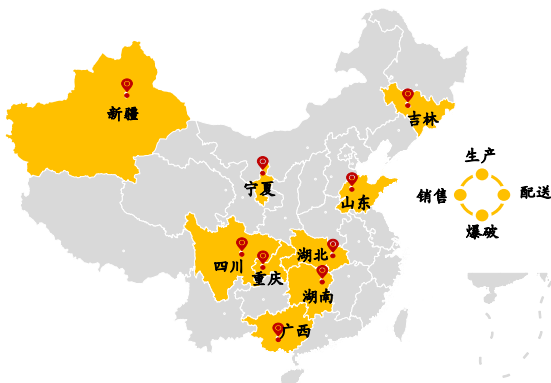 新疆
吉林
生产
宁夏
销售
配送
山东
爆破
湖北
四川
重庆
湖南
广西